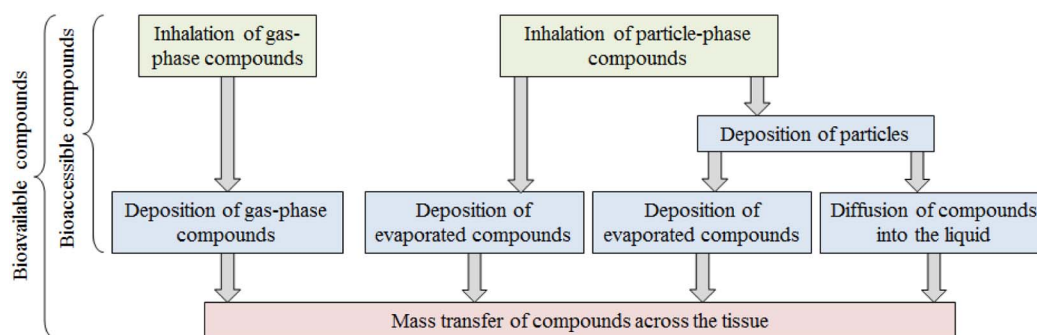 Bioavailable compounds
Bioaccessible compounds
Inhalation of gas-
phase compounds
Inhalation of particle-phase
compounds
Deposition of particles
Deposition of gas-phase
compounds
Deposition of
evaporated compounds
Deposition of
evaporated compounds
Diffusion of compounds
into the liquid
Mass transfer of compounds across the tissue